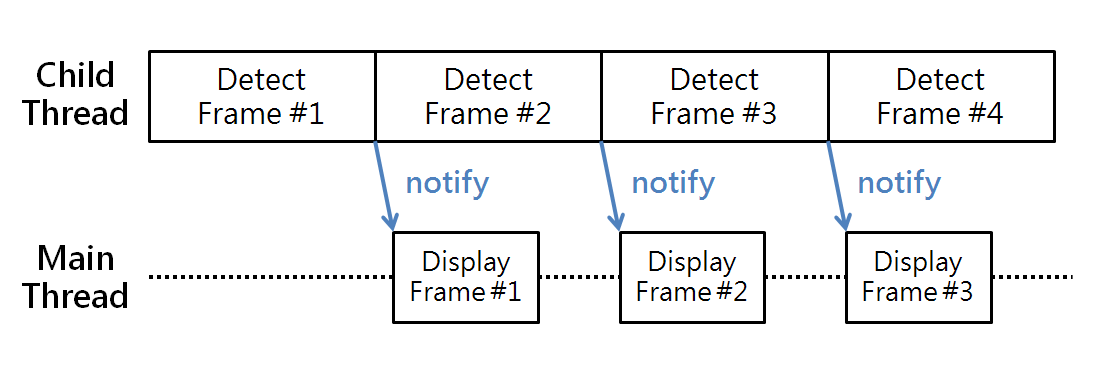 Child
Thread
Detect
Frame #1
Detect
Frame #2
Detect
Frame #3
Detect
Frame #4
notify
notify
notify
Main
Thread
Display
Frame #1
Display
Frame #2
Display
Frame #3